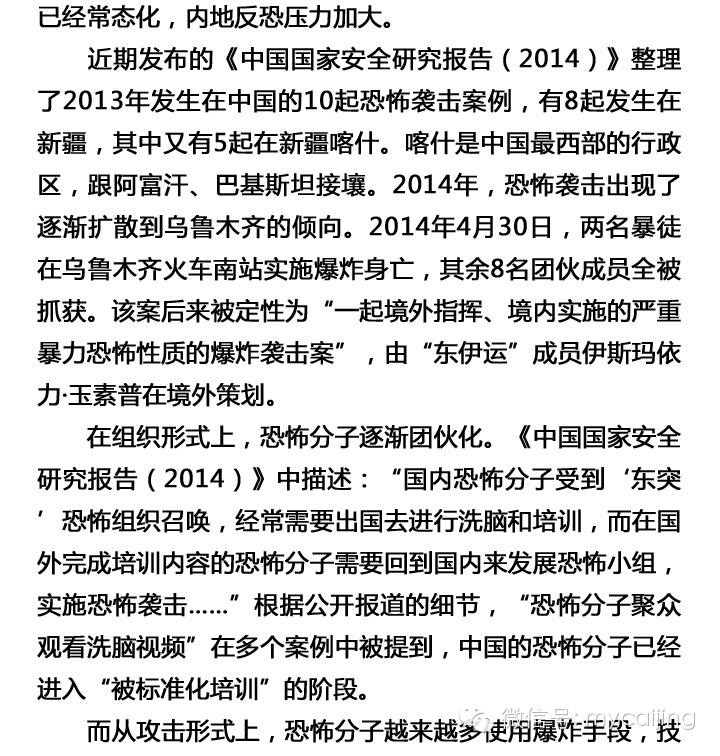 已经常态化，内地反恐压力加大。
近期发布的《中国国家安全研究报告（2014）》整理
了2013年发生在中国的10起恐怖袭击案例，有8起发生在
新疆，其中又有5起在新疆喀什。喀什是中国最西部的行政
区，跟阿富汗、巴基斯坦接壤。2014年，恐怖袭击出现了
逐渐扩散到乌鲁木齐的倾向。2014年4月30日，两名暴徒
在乌鲁木齐火车南站实施爆炸身亡，其余8名团伙成员全被
抓获。该案后来被定性为“一起境外指挥、境内实施的严重
暴力恐怖性质的爆炸袭击案”，由“东伊运”成员伊斯玛依
力·玉素普在境外策划。
在组织形式上，恐怖分子逐渐团伙化。《中国国家安全
研究报告（2014）》中描述：“国内恐怖分子受到‘东突
’恐怖组织召唤，经常需要出国去进行洗脑和培训，而在国
外完成培训内容的恐怖分子需要回到国内来发展恐怖小组，
实施恐怖袭击……”根据公开报道的细节，“恐怖分子聚众
观看洗脑视频”在多个案例中被提到，中国的恐怖分子已经
进入“被标准化培训”的阶段。
微信号: mycaijing
而从攻击形式上，恐怖分子越来越多使用爆炸手段，技